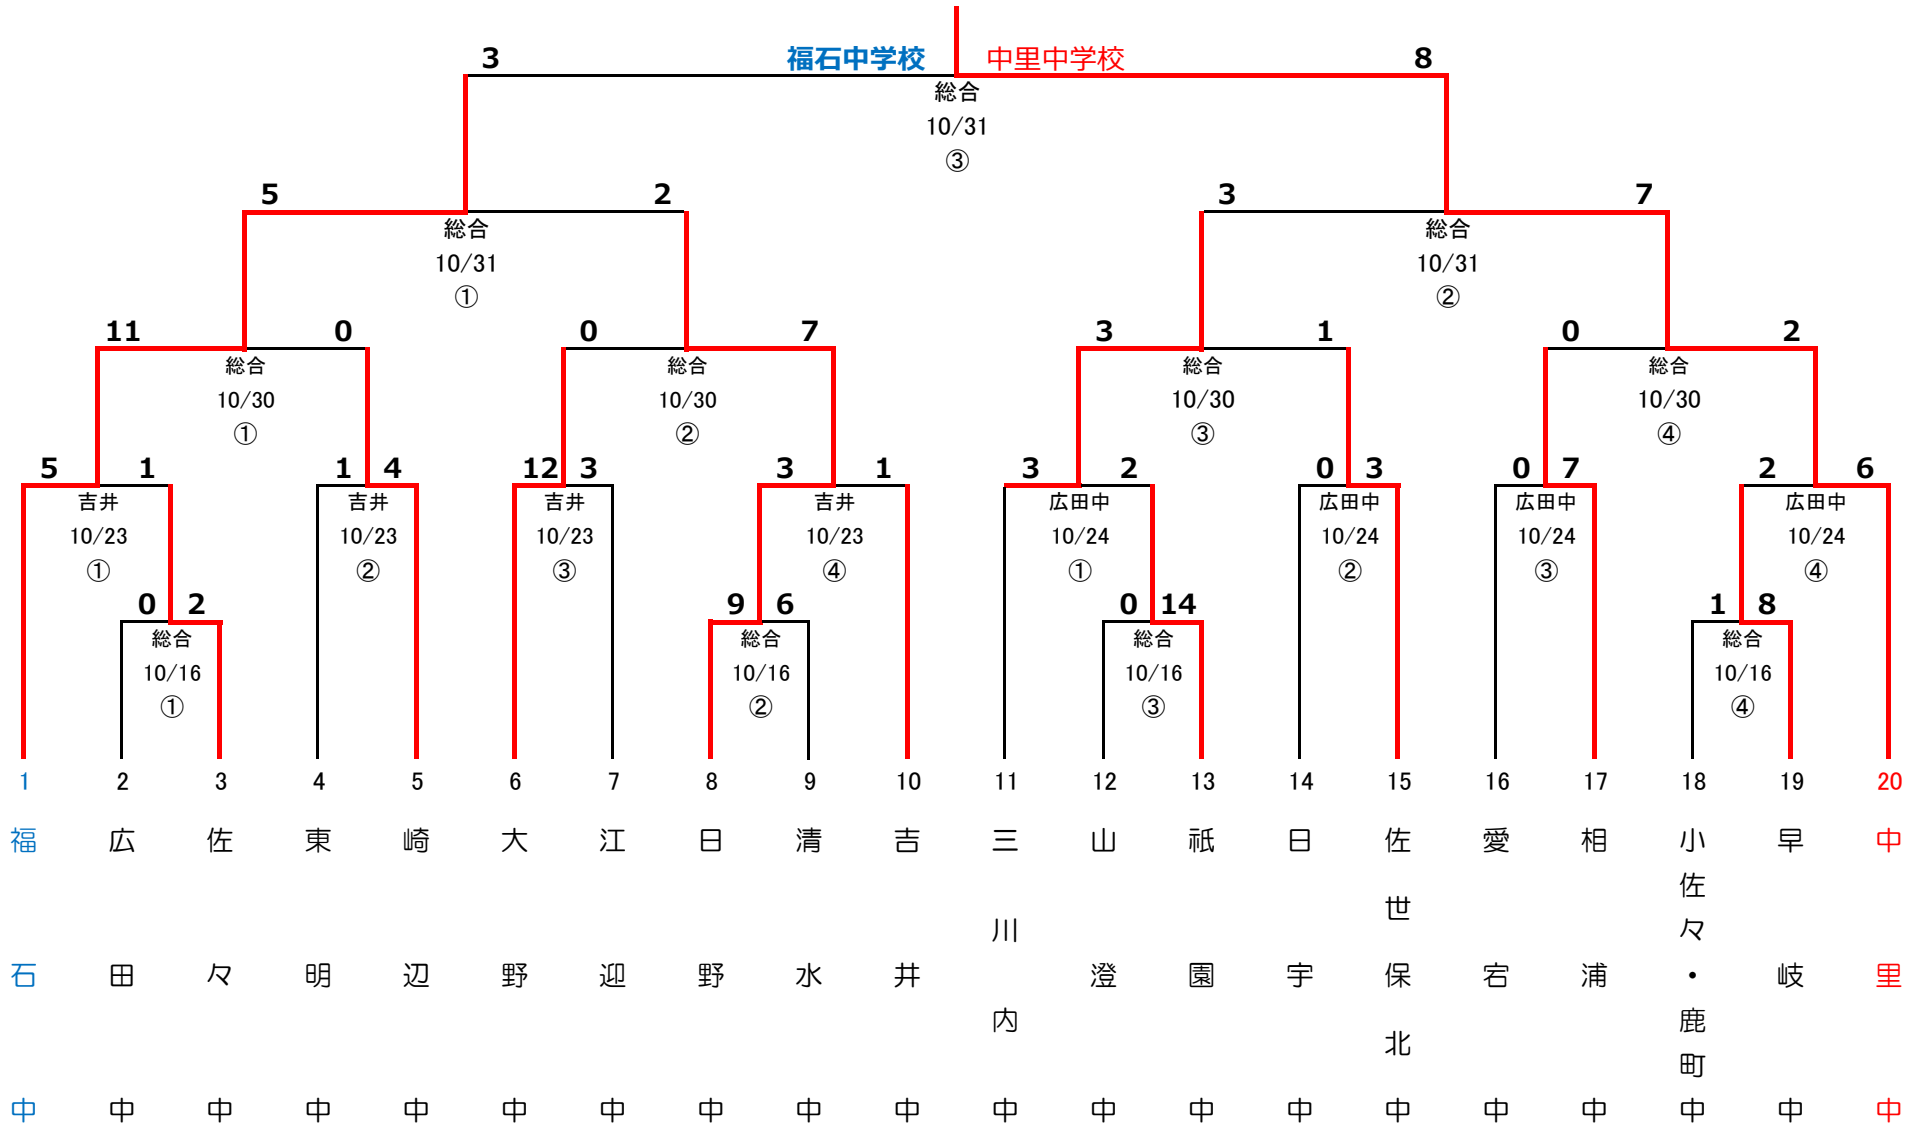 3 福石中学校 中里中学校 8
総合
10/31
③
5 2 3 7
総合 総合
10/31 10/31
① ②
11 0 0 7 3 1 0 2
総合 総合 総合 総合
10/30 10/30 10/30 10/30
① ② ③ ④
5 1 1 4 12 3 3 1 3 2 0 3 0 7 2 6
吉井 吉井 吉井 吉井 広田中 広田中 広田中 広田中
10/23 10/23 10/23 10/23 10/24 10/24 10/24 10/24
① ② ③ ④ ① ② ③ ④
0 2 9 6 0 14 1 8
総合 総合 総合 総合
10/16 10/16 10/16 10/16
① ② ③ ④
1 2 3 4 5 6 7 8 9 10 11 12 13 14 15 16 17 18 19 20
福石中
広田中
佐々中
東明中
崎辺中
大野中
江迎中
日野中
清水中
吉井中
三川内中
山澄中
祇園中
日宇中
佐世保北中
愛宕中
相浦中
小佐々・鹿町中
早岐中
中里中